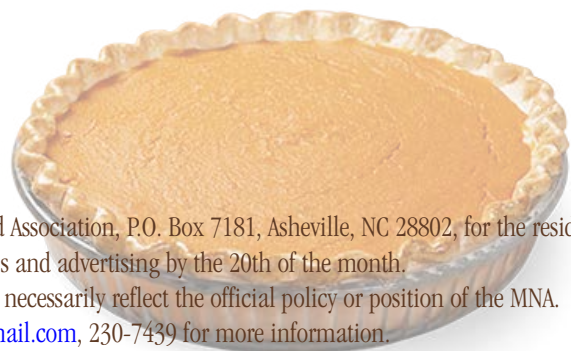 d Association, P.O. Box 7181, Asheville, NC 28802, for the resid
s and advertising by the 20th of the month.
necessarily reflect the official policy or position of the MNA.
mail.com, 230-7439 for more information.